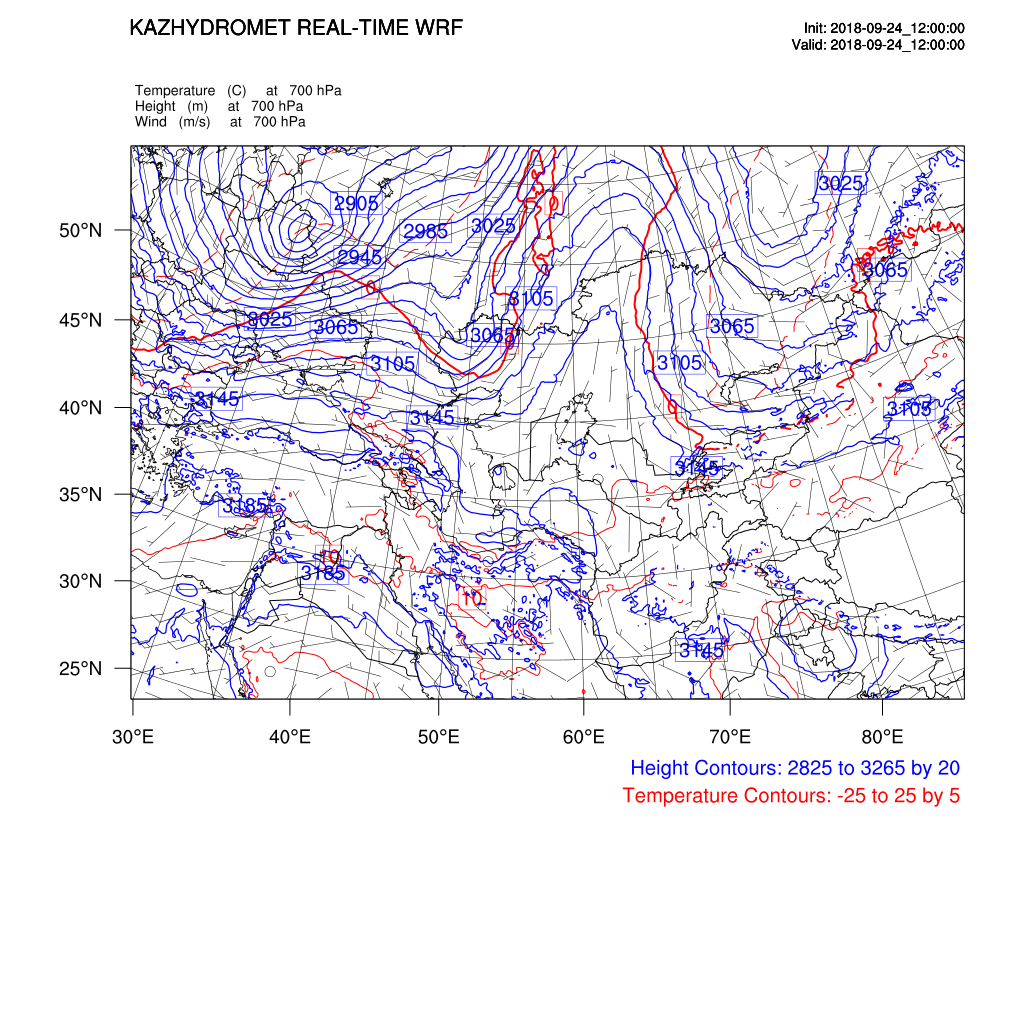 KAZHYDROMET REAL-TIME WRF
Init: 2018-09-24_12:00:00
Valid: 2018-09-24_12:00:00
Temperature (C) at 700 hPa
Height (m) at 700 hPa
Wind (m/s) at 700 hPa
3025
2905
0
3025
50°N
2985
2945
3065
0
0
3105
45°N
3025
3065
3065
3065
3105
3105
3145
40°N
0
3105
3145
3145
35°N
3185
10
3185
30°N
10
3145
25°N
30°E 40°E 50°E 60°E 70°E 80°E
Height Contours: 2825 to 3265 by 20
Temperature Contours: -25 to 25 by 5